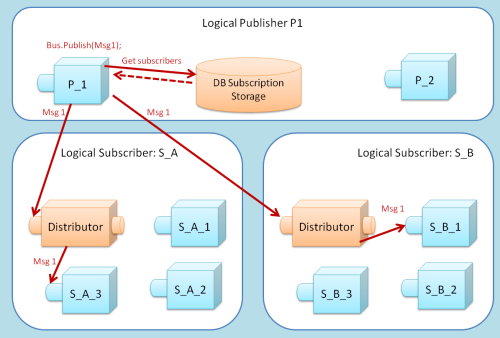 Logical Publisher P1
Bus.Publish(Msg1);
Get subscribers
P_1
DB Subscription
Storage
P_2
Msg 1
Msg 1
Logical Subscriber: S_A
Logical Subscriber: S_B
Distributor
S_A_1
Distributor
Msg 1
S_B_1
Msg 1
S_A_3
S_A_2
S_B_3
S_B_2